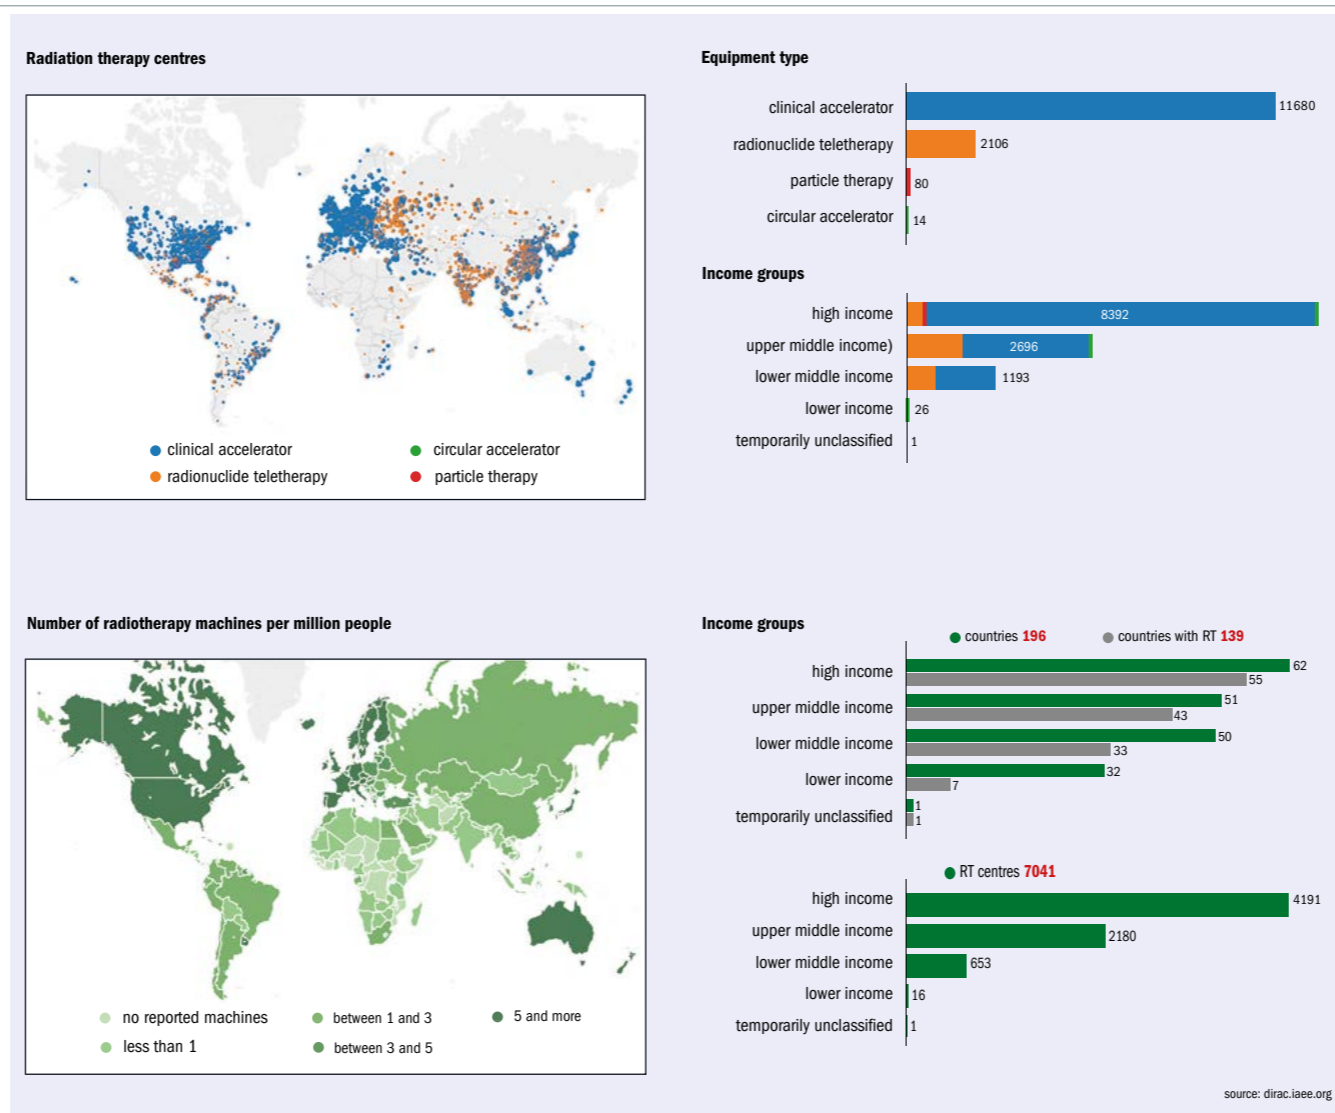 Radiation therapy centres
clinical accelerator
radionuclide teletherapy
circular accelerator
particle therapy
Equipment type
clinical accelerator 11680
radionuclide teletherapy 2106
particle therapy 80
circular accelerator 14
Income groups
high income 8392
upper middle income) 2696
lower middle income 1193
lower income 26
temporarily unclassified 1
Number of radiotherapy machines per million people
no reported machines
less than 1
between 1 and 3
between 3 and 5
5 and more
Income groups
countries 196 countries with RT 139
high income 62 55
upper middle income 51 43
lower middle income 50 33
lower income 32 7
temporarily unclassified 1 1
RT centres 7041
high income 4191
upper middle income 2180
lower middle income 653
lower income 16
temporarily unclassified 1
source: dirac.iaee.org